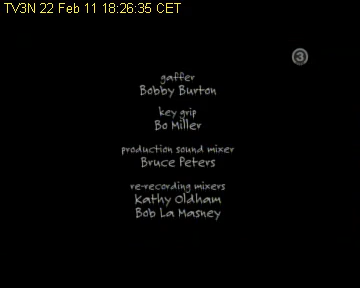 TV3N 22 Feb 11 18:26:35 CET
3
gaffer
Bobby Burton
key grip
Bo Miller
production sound mixer
Bruce Peters
re-recording mixers
Kathy Oldham
Bob La Masney